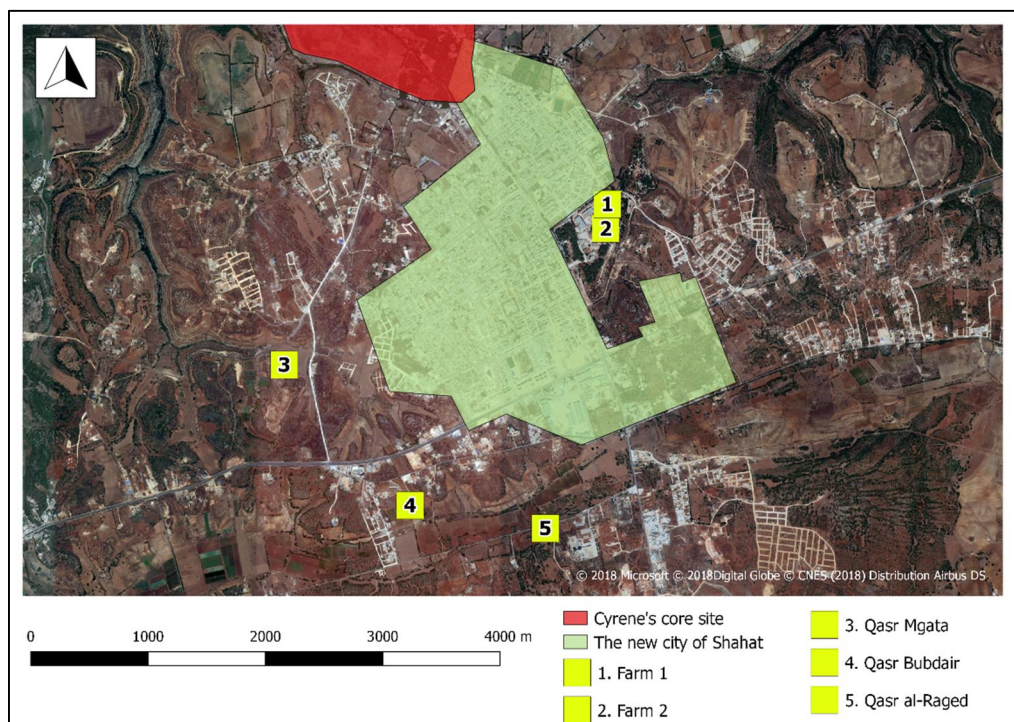 1
2
3
4
5
© 2018 Microsoft © 2018Digital Globe © CNES (2018) Distribution Airbus DS
0 1000 2000 3000 4000 m
Cyrene's core site
The new city of Shahat
1. Farm 1
2. Farm 2
3. Qasr Mgata
4. Qasr Bubdair
5. Qasr al-Raged